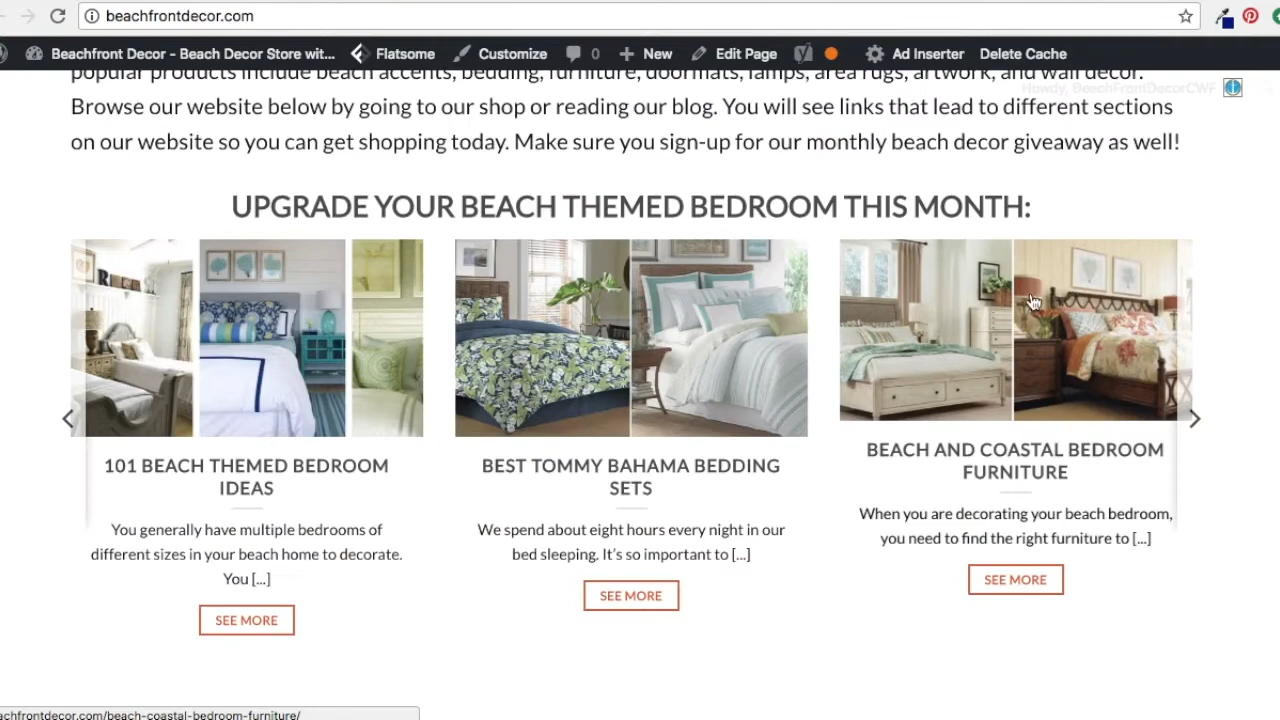 beachfrontdecor.com
Beachfront Decor - Beach Decor Store wit... Flatsome Customize 0 New Edit Page Ad Inserter Delete Cache
Howdy, BeachFrontDecorCWF
popular products include beach accents, bedding, furniture, doormats, lamps, area rugs, artwork, and wall decor.
Browse our website below by going to our shop or reading our blog. You will see links that lead to different sections
on our website so you can get shopping today. Make sure you sign-up for our monthly beach decor giveaway as well!
UPGRADE YOUR BEACH THEMED BEDROOM THIS MONTH:
101 BEACH THEMED BEDROOM
IDEAS
You generally have multiple bedrooms of
different sizes in your beach home to decorate.
You [...]
SEE MORE
BEST TOMMY BAHAMA BEDDING
SETS
We spend about eight hours every night in our
bed sleeping. It's so important to [...]
SEE MORE
BEACH AND COASTAL BEDROOM
FURNITURE
When you are decorating your beach bedroom,
you need to find the right furniture to [...]
SEE MORE
achfrontdecor.com/beach-coastal-bedroom-furniture/